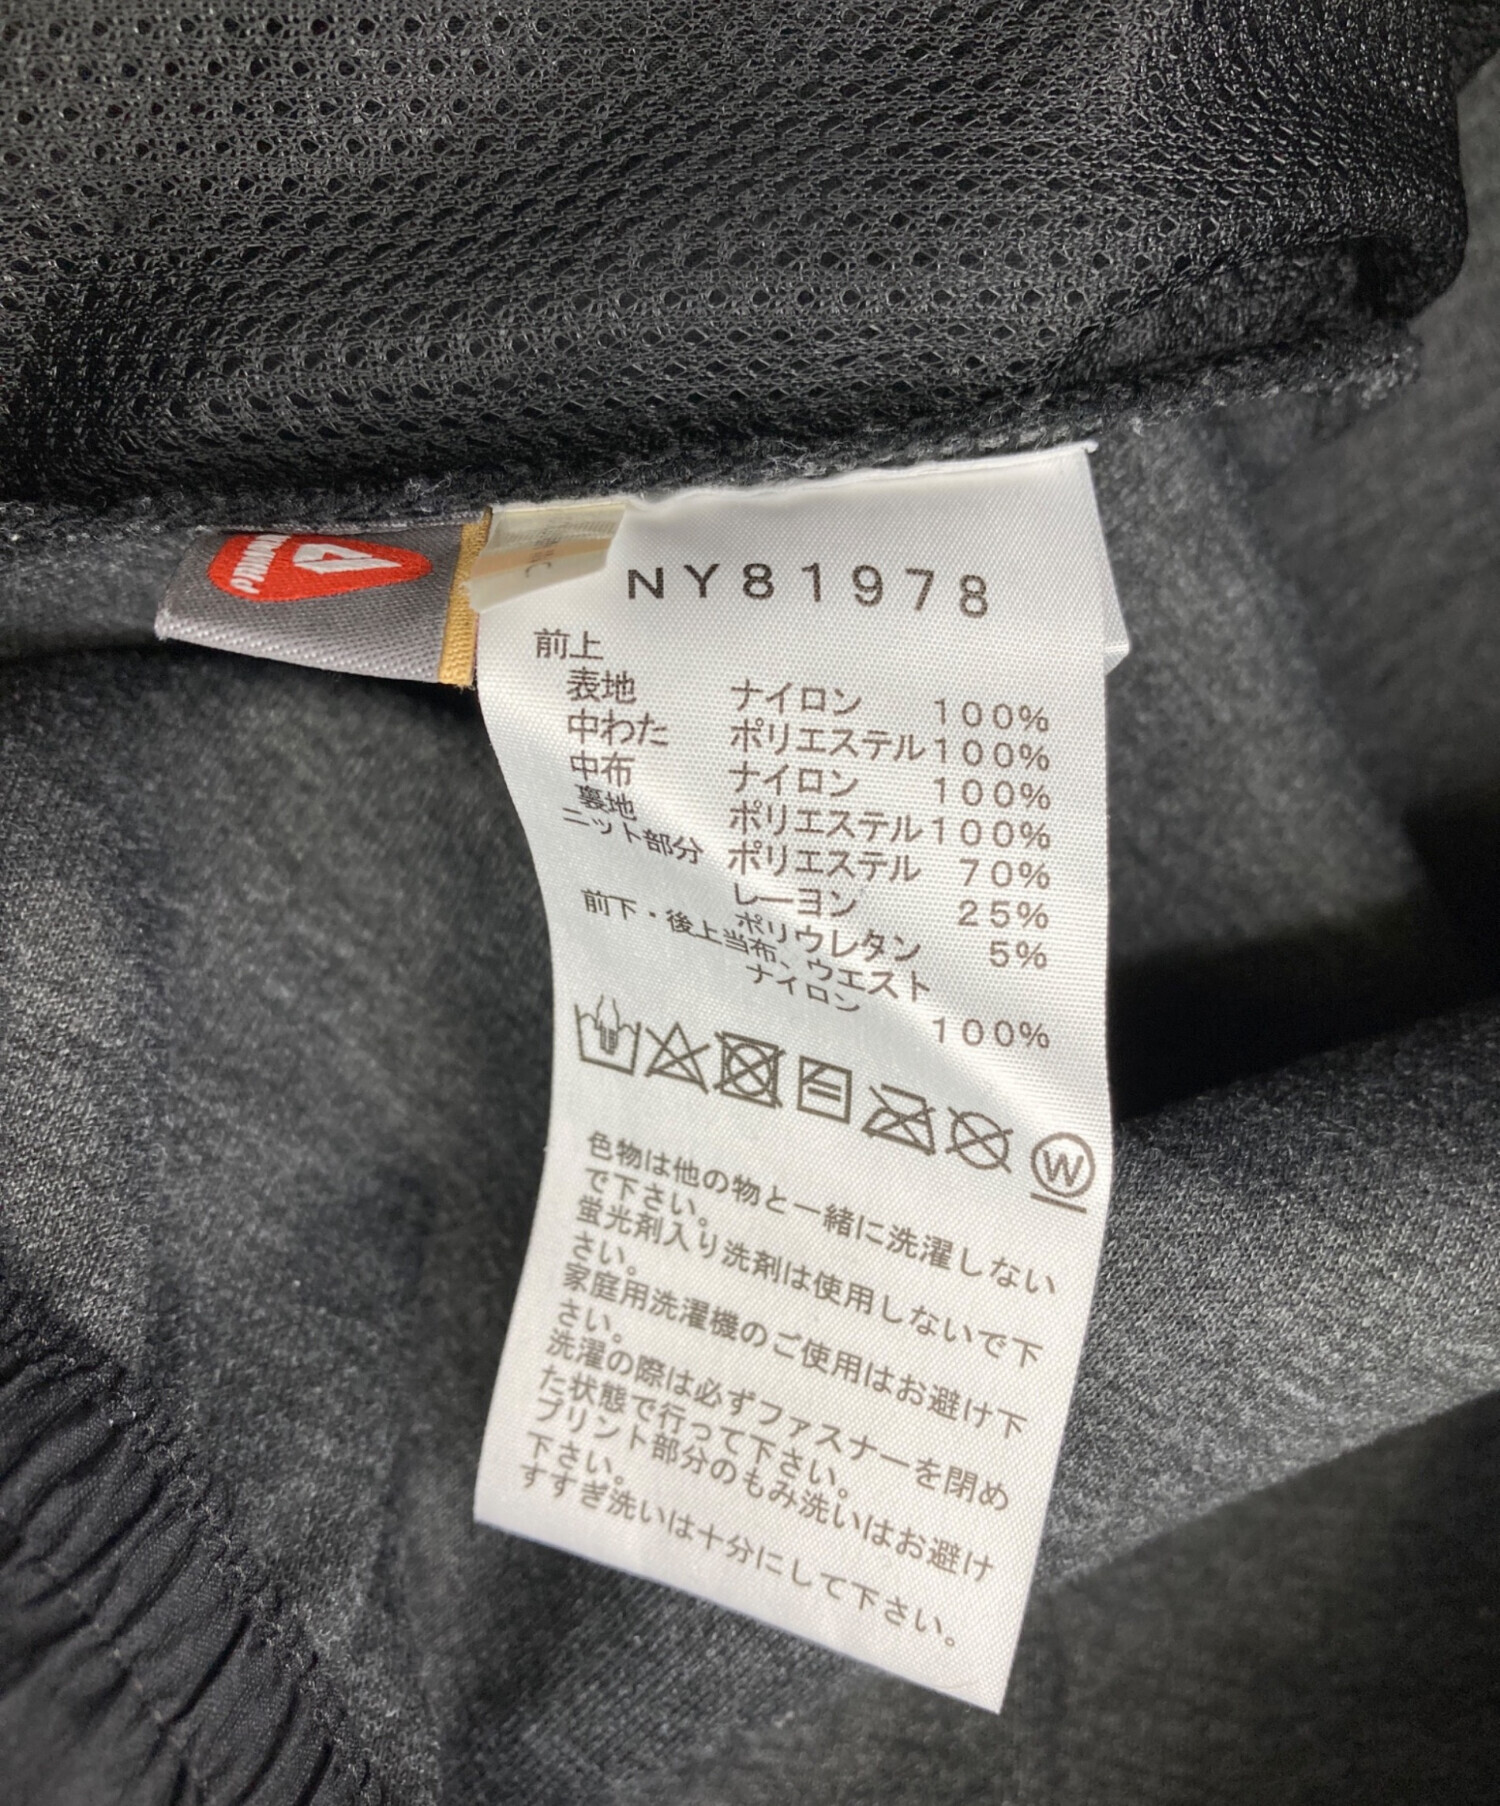 NY81978
前上
表地 ナイロン 100%
中わた ポリエステル 100%
中布 ナイロン 100%
裏地 ポリエステル 100%
ニット部分 ポリエステル 70%
レーヨン 25%
ポリウレタン 5%
前下・後上当布、ウエスト
ナイロン 100%
W
色物は他の物と一緒に洗濯しない
で下さい。
蛍光剤入り洗剤は使用しないで下
さい。
家庭用洗濯機のご使用はお避け下
さい。
洗濯の際は必ずファスナーを閉め
た状態で行って下さい。
プリント部分のもみ洗いはお避け
下さい。
すすぎ洗いは十分にして下さい。